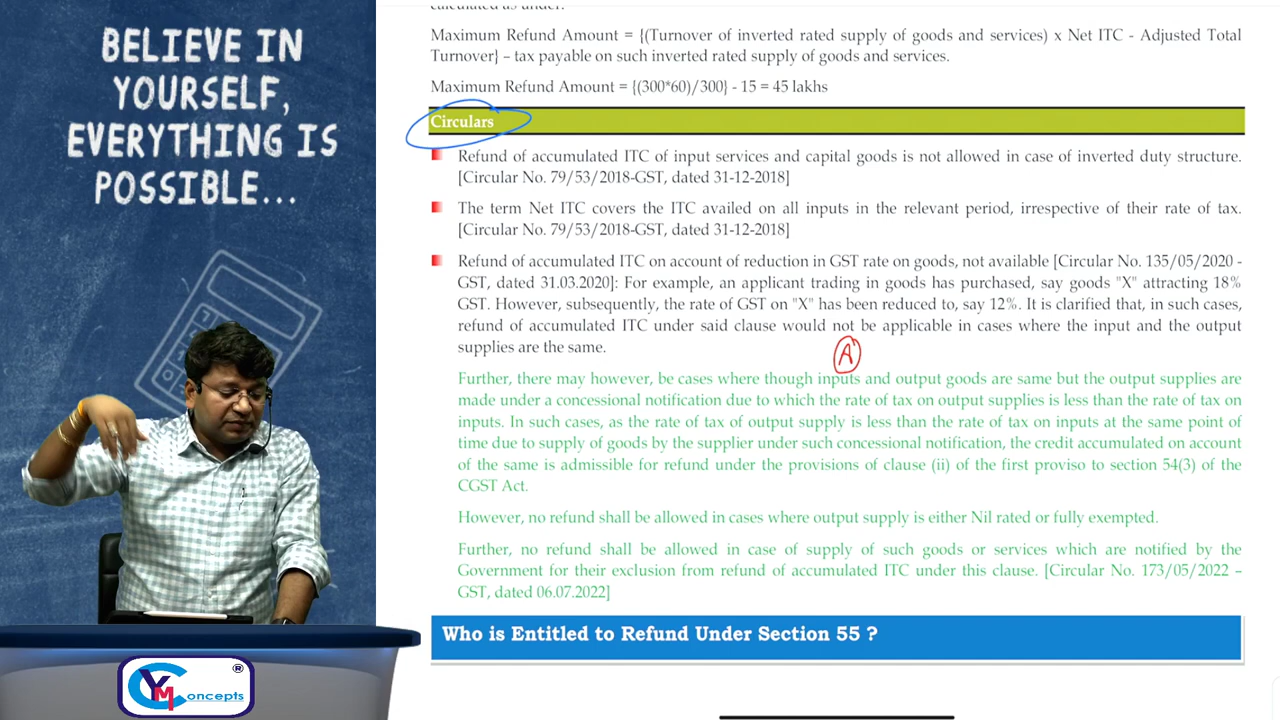 BELIEVE IN
YOURSELF,
EVERYTHING IS
POSSIBLE...
calculated as under:
Maximum Refund Amount = {(Turnover of inverted rated supply of goods and services) x Net ITC - Adjusted Total
Turnover} – tax payable on such inverted rated supply of goods and services.
Maximum Refund Amount = {(300*60)/300} - 15 = 45 lakhs
Circulars
Refund of accumulated ITC of input services and capital goods is not allowed in case of inverted duty structure.
[Circular No. 79/53/2018-GST, dated 31-12-2018]
The term Net ITC covers the ITC availed on all inputs in the relevant period, irrespective of their rate of tax.
[Circular No. 79/53/2018-GST, dated 31-12-2018]
Refund of accumulated ITC on account of reduction in GST rate on goods, not available [Circular No. 135/05/2020 -
GST, dated 31.03.2020]: For example, an applicant trading in goods has purchased, say goods "X" attracting 18%
GST. However, subsequently, the rate of GST on "X" has been reduced to, say 12%. It is clarified that, in such cases,
refund of accumulated ITC under said clause would not be applicable in cases where the input and the output
supplies are the same.
A
Further, there may however, be cases where though inputs and output goods are same but the output supplies are
made under a concessional notification due to which the rate of tax on output supplies is less than the rate of tax on
inputs. In such cases, as the rate of tax of output supply is less than the rate of tax on inputs at the same point of
time due to supply of goods by the supplier under such concessional notification, the credit accumulated on account
of the same is admissible for refund under the provisions of clause (ii) of the first proviso to section 54(3) of the
CGST Act.
However, no refund shall be allowed in cases where output supply is either Nil rated or fully exempted.
Further, no refund shall be allowed in case of supply of such goods or services which are notified by the
Government for their exclusion from refund of accumulated ITC under this clause. [Circular No. 173/05/2022 –
GST, dated 06.07.2022]
Who is Entitled to Refund Under Section 55 ?
YM Concepts ®